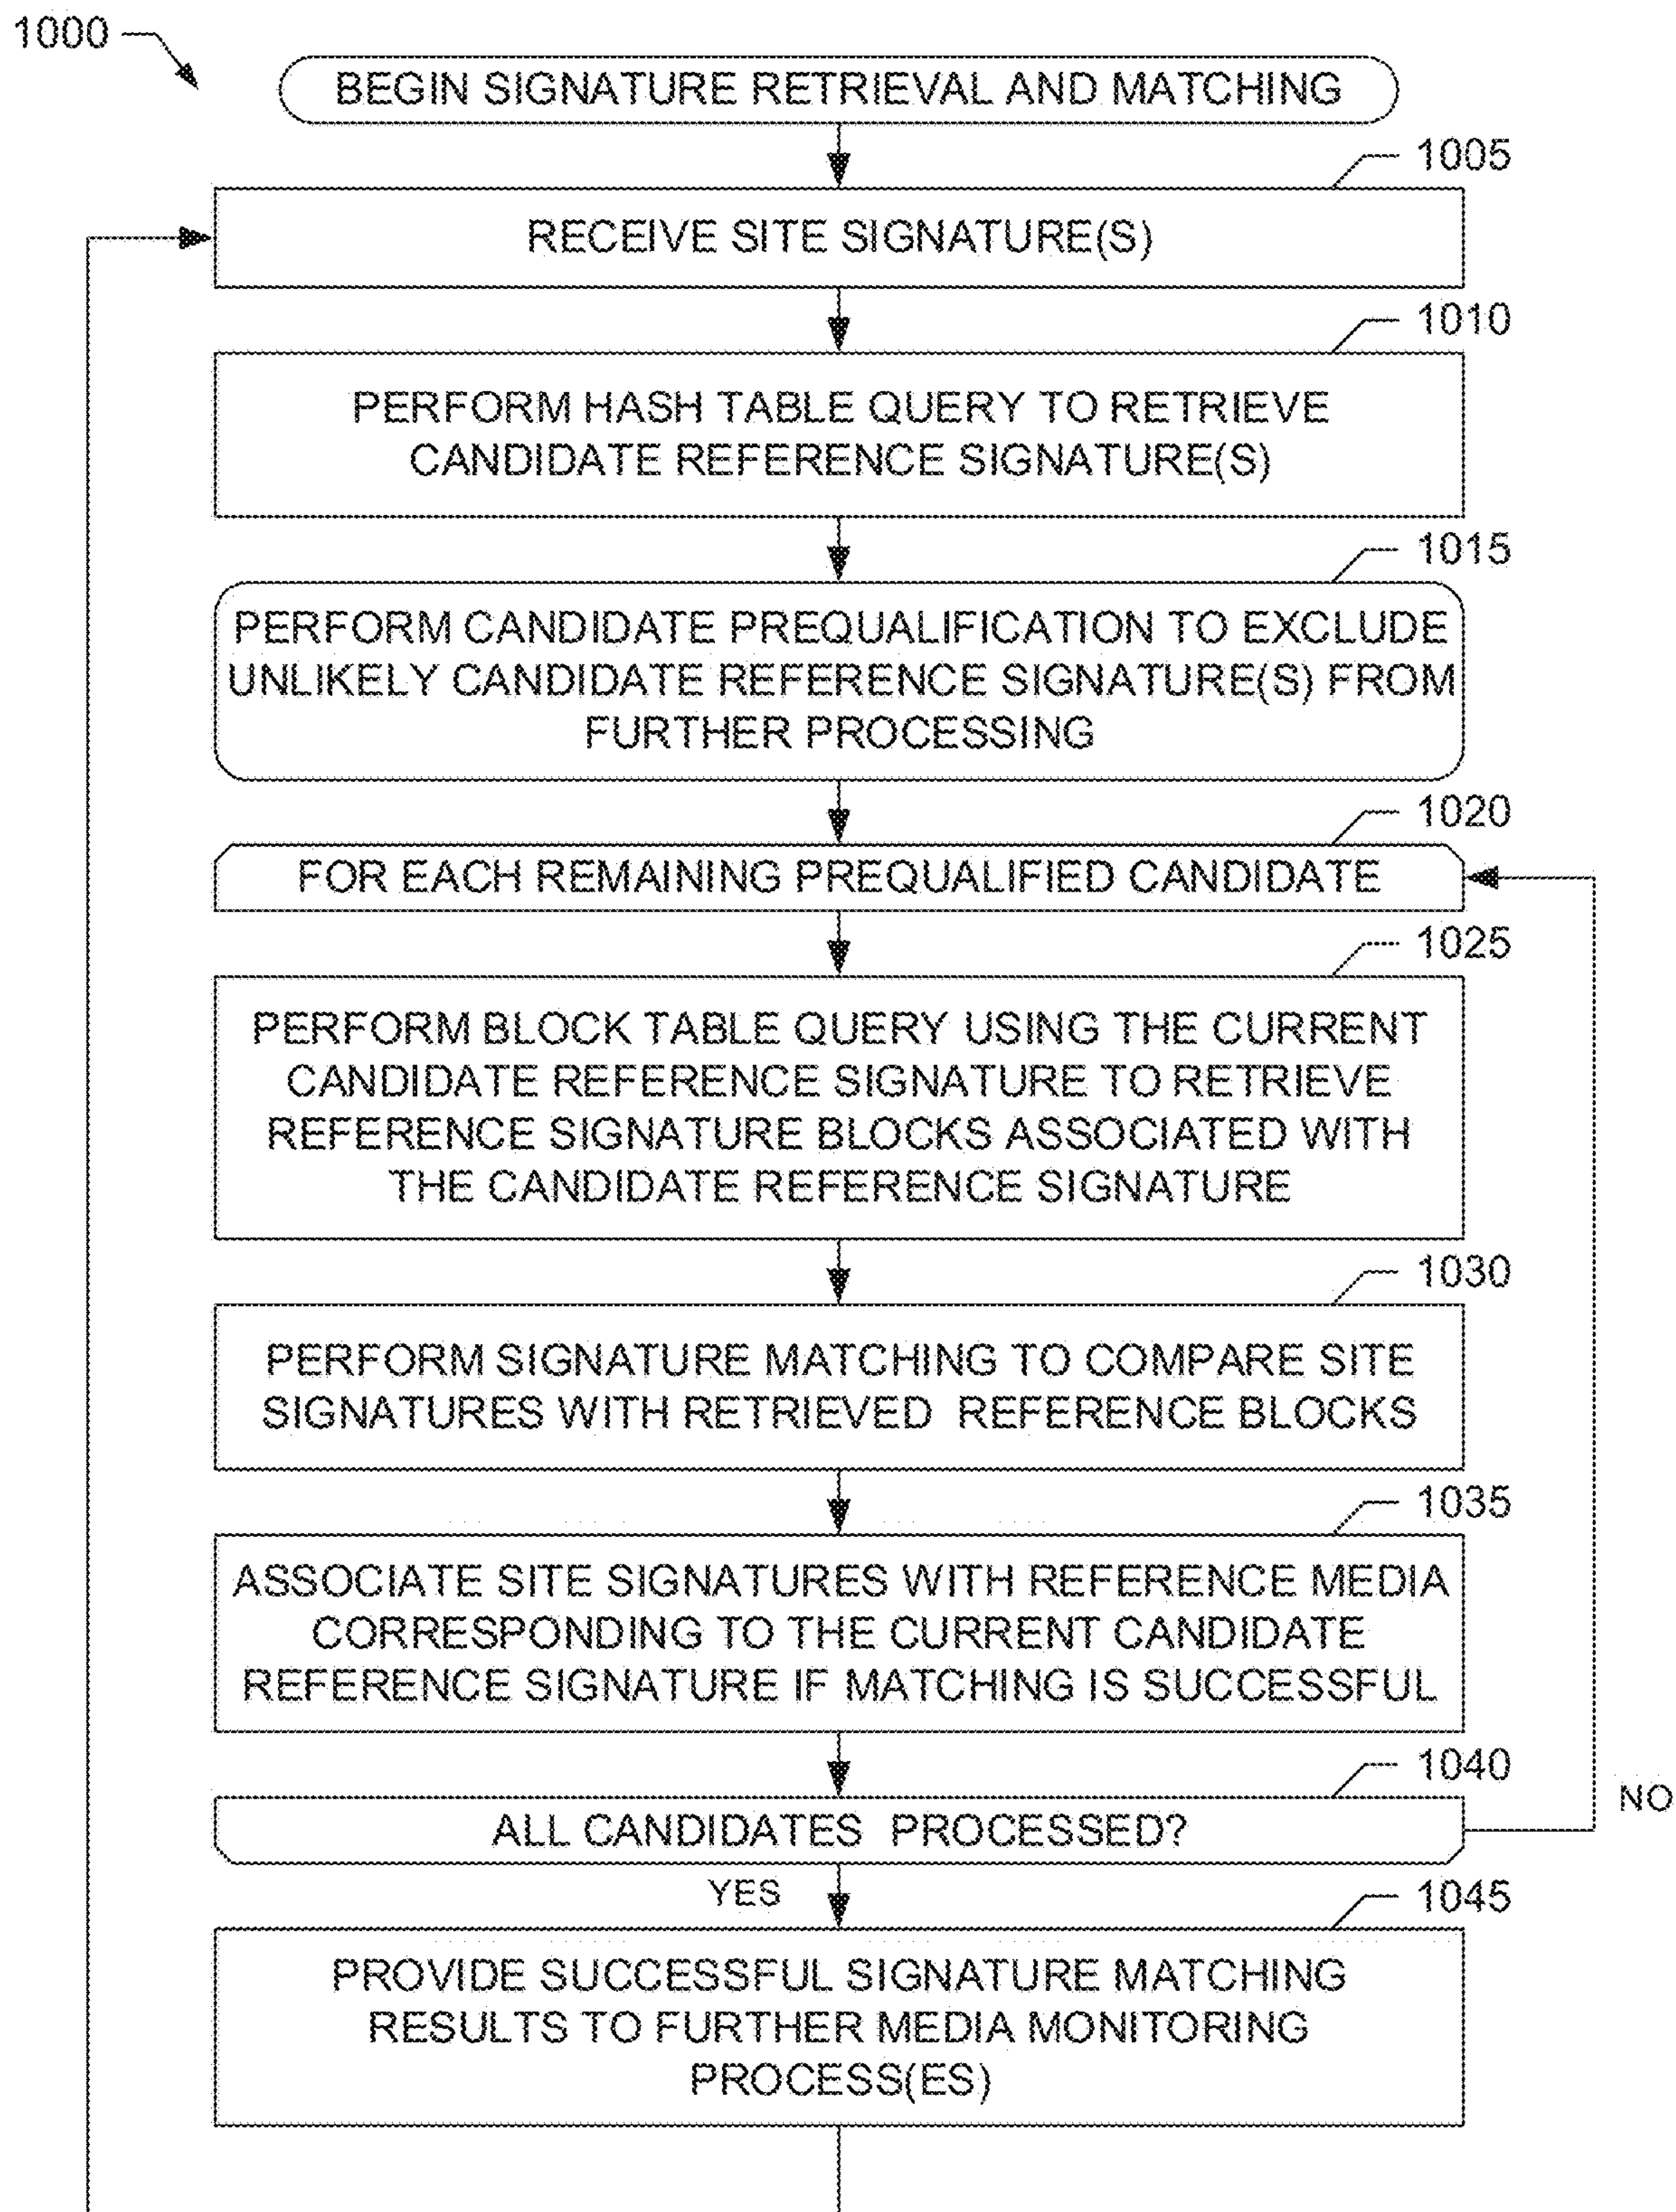 1000
BEGIN SIGNATURE RETRIEVAL AND MATCHING
1005
RECEIVE SITE SIGNATURE(S)
1010
PERFORM HASH TABLE QUERY TO RETRIEVE
CANDIDATE REFERENCE SIGNATURE(S)
1015
PERFORM CANDIDATE PREQUALIFICATION TO EXCLUDE
UNLIKELY CANDIDATE REFERENCE SIGNATURE(S) FROM
FURTHER PROCESSING
1020
FOR EACH REMAINING PREQUALIFIED CANDIDATE
1025
PERFORM BLOCK TABLE QUERY USING THE CURRENT
CANDIDATE REFERENCE SIGNATURE TO RETRIEVE
REFERENCE SIGNATURE BLOCKS ASSOCIATED WITH
THE CANDIDATE REFERENCE SIGNATURE
1030
PERFORM SIGNATURE MATCHING TO COMPARE SITE
SIGNATURES WITH RETRIEVED REFERENCE BLOCKS
1035
ASSOCIATE SITE SIGNATURES WITH REFERENCE MEDIA
CORRESPONDING TO THE CURRENT CANDIDATE
REFERENCE SIGNATURE IF MATCHING IS SUCCESSFUL
1040
NO
ALL CANDIDATES PROCESSED?
YES
1045
PROVIDE SUCCESSFUL SIGNATURE MATCHING
RESULTS TO FURTHER MEDIA MONITORING
PROCESS(ES)